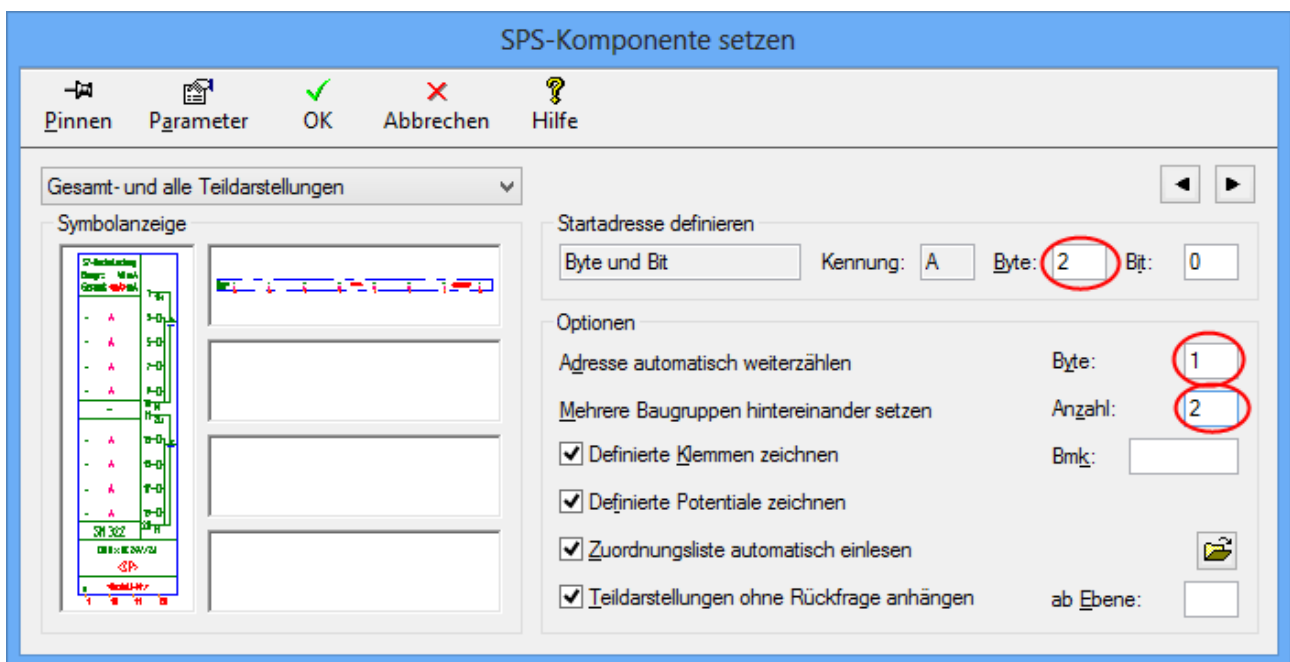 SPS-Komponente setzen
Pinnen Parameter OK Abbrechen Hilfe
Gesamt- und alle Teildarstellungen
Symbolanzeige
SM 322
<SP>
Startadresse definieren
Byte und Bit Kennung: A Byte: 2 Bit: 0
Optionen
Adresse automatisch weiterzählen Byte: 1
Mehrere Baugruppen hintereinander setzen Anzahl: 2
Definierte Klemmen zeichnen Bmk:
Definierte Potentiale zeichnen
Zuordnungsliste automatisch einlesen
Teildarstellungen ohne Rückfrage anhängen ab Ebene: